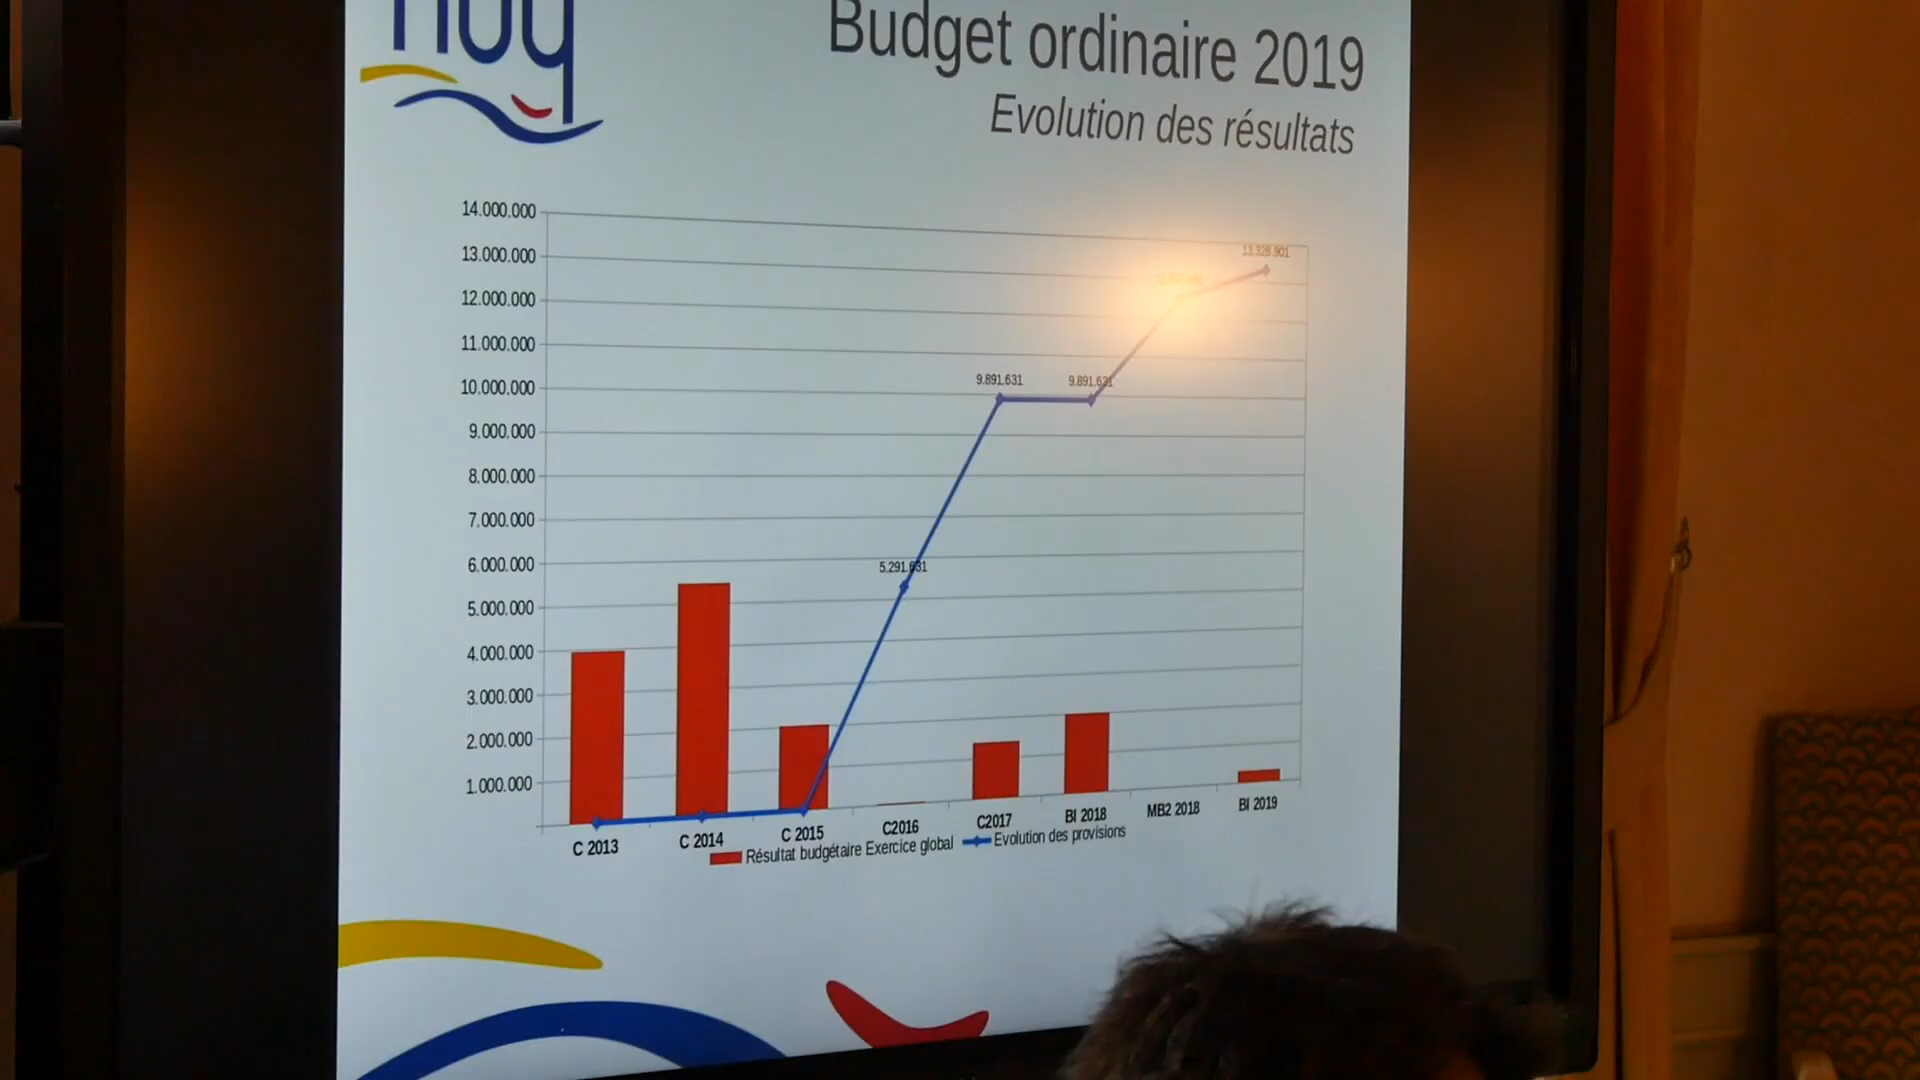 huy
Budget ordinaire 2019
Evolution des résultats
14.000.000
13.000.000
12.000.000
11.000.000
10.000.000
9.000.000
8.000.000
7.000.000
6.000.000
5.000.000
4.000.000
3.000.000
2.000.000
1.000.000
13.328.901
9.891.631
9.891.631
5.291.631
C 2013
C 2014
C 2015
C2016
C2017
BI 2018
MB2 2018
BI 2019
Résultat budgétaire Exercice global
Evolution des provisions